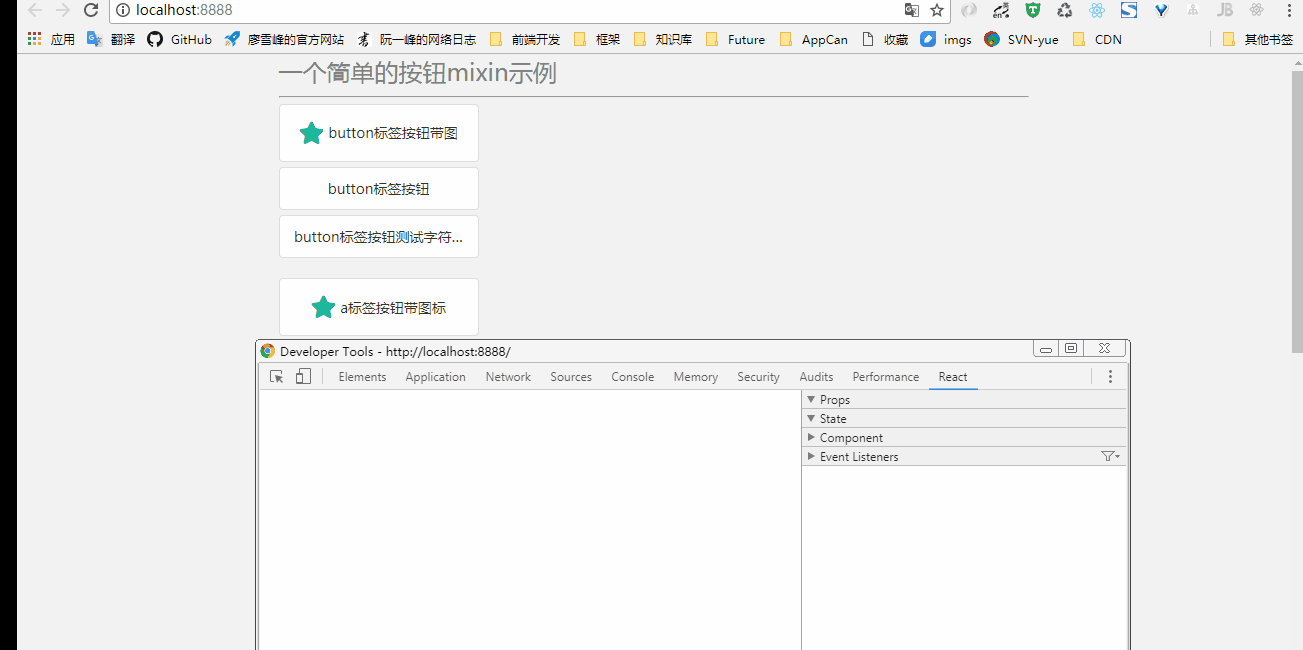 localhost:8888
应用 翻译 GitHub 廖雪峰的官方网站 阮一峰的网络日志 前端开发 框架 知识库 Future AppCan 收藏 imgs SVN-yue CDN 其他书签
一个简单的按钮mixin示例
button标签按钮带图
button标签按钮
button标签按钮测试字符...
a标签按钮带图标
Developer Tools - http://localhost:8888/
Elements Application Network Sources Console Memory Security Audits Performance React
Props
State
Component
Event Listeners